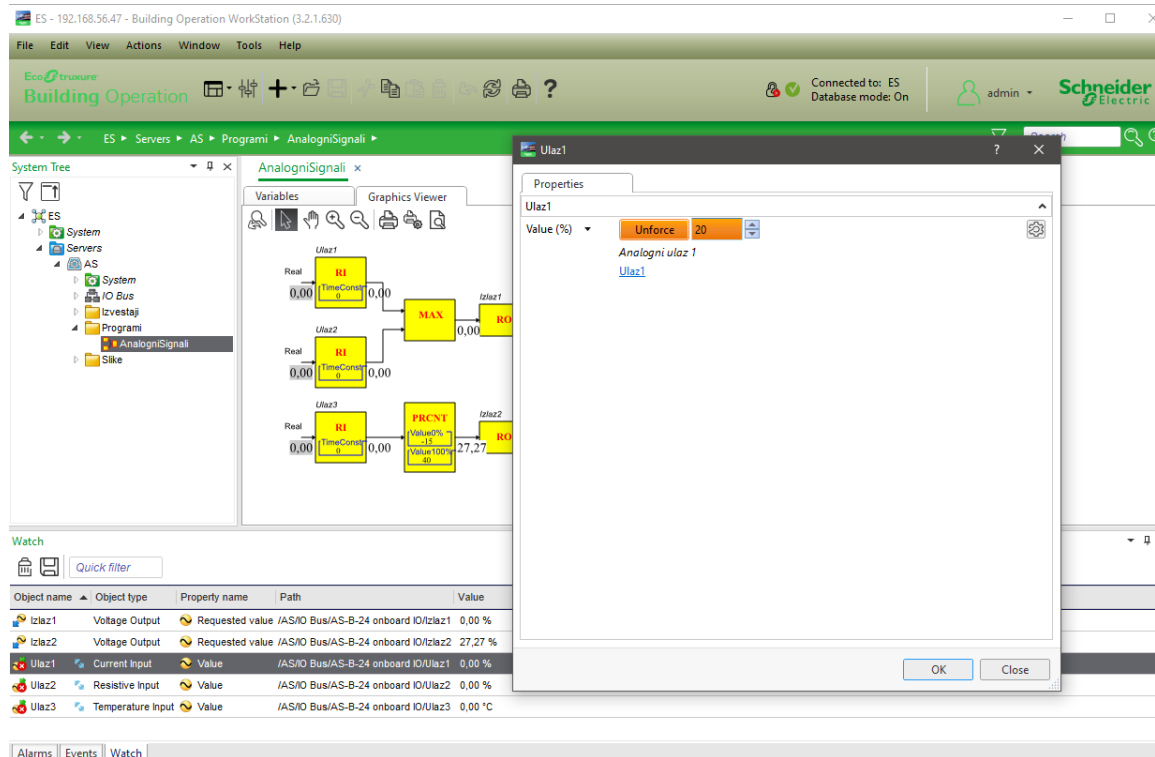 ES - 192.168.56.47 - Building Operation WorkStation (3.2.1.630)
File Edit View Actions Window Tools Help
EcoStruxure
Building Operation
Connected to: ES
Database mode: On
admin
Schneider
Electric
ES Servers AS Programi AnalogniSignali
System Tree
ES
System
Servers
AS
System
IO Bus
Izvestaji
Programi
AnalogniSignali
Slike
AnalogniSignali
Variables Graphics Viewer
Ulaz1
Real
RI
0,00
TimeConst
0
0,00
MAX
0,00
Izlaz1
RO
Ulaz2
Real
RI
0,00
TimeConst
0
0,00
Ulaz3
Real
RI
0,00
TimeConst
0
0,00
PRCNT
Value0%
-15
Value100%
40
27,27
Izlaz2
RO
Ulaz1
?
Properties
Ulaz1
Value (%) Unforce 20
Analogni ulaz 1
Ulaz1
OK Close
Watch
Quick filter
Object name Object type Property name Path Value
Izlaz1 Voltage Output Requested value /AS/IO Bus/AS-B-24 onboard IO/Izlaz1 0,00 %
Izlaz2 Voltage Output Requested value /AS/IO Bus/AS-B-24 onboard IO/Izlaz2 27,27 %
Ulaz1 Current Input Value /AS/IO Bus/AS-B-24 onboard IO/Ulaz1 0,00 %
Ulaz2 Resistive Input Value /AS/IO Bus/AS-B-24 onboard IO/Ulaz2 0,00 %
Ulaz3 Temperature Input Value /AS/IO Bus/AS-B-24 onboard IO/Ulaz3 0,00 °C
Alarms Events Watch